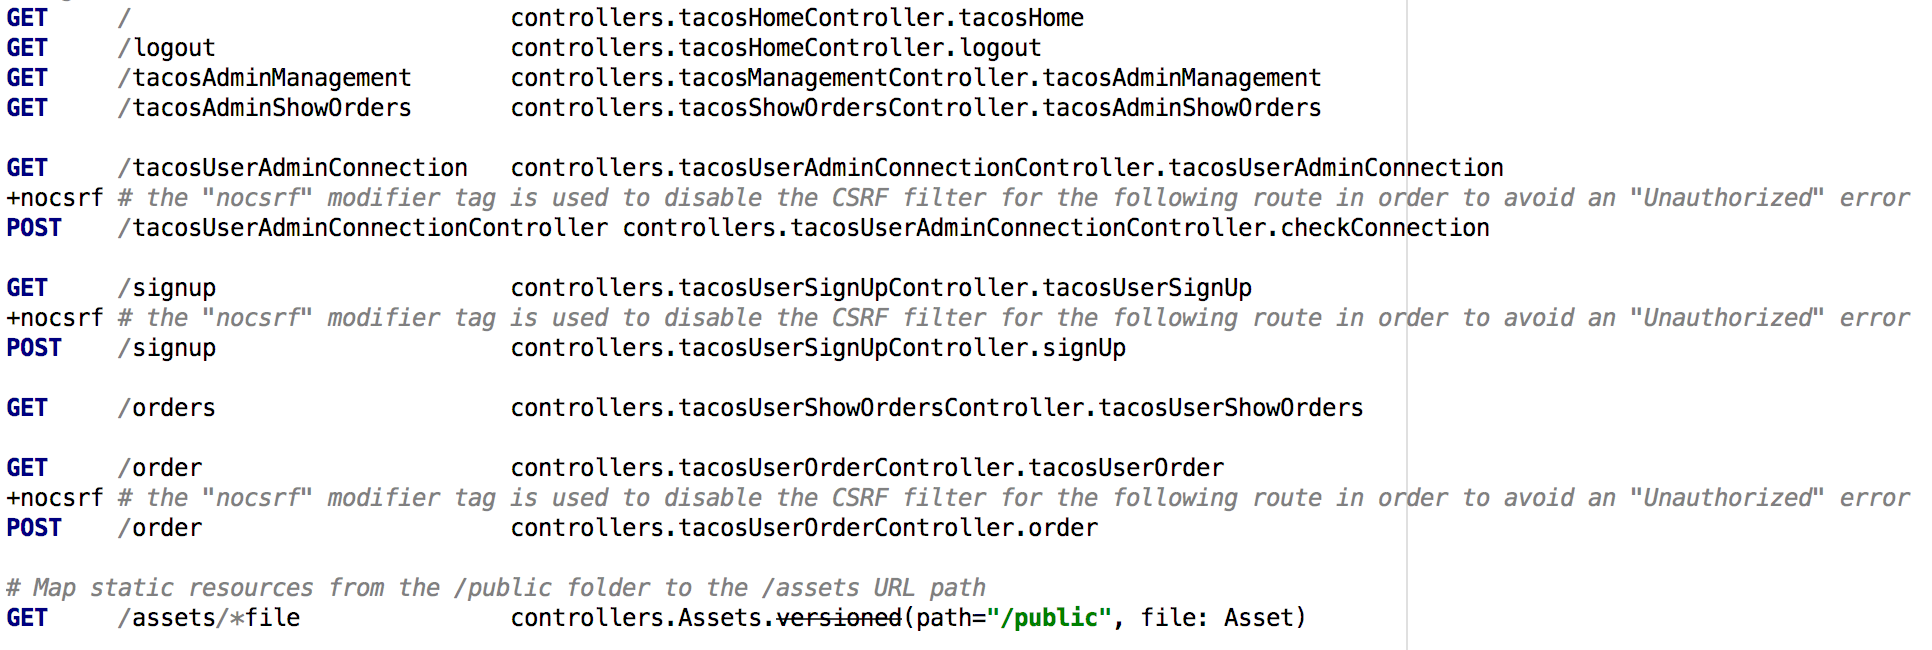 GET     /                           controllers.tacosHomeController.tacosHome
GET     /logout                     controllers.tacosHomeController.logout
GET     /tacosAdminManagement       controllers.tacosManagementController.tacosAdminManagement
GET     /tacosAdminShowOrders       controllers.tacosShowOrdersController.tacosAdminShowOrders
GET     /tacosUserAdminConnection   controllers.tacosUserAdminConnectionController.tacosUserAdminConnection
+nocsrf # the "nocsrf" modifier tag is used to disable the CSRF filter for the following route in order to avoid an "Unauthorized" error
POST    /tacosUserAdminConnectionController controllers.tacosUserAdminConnectionController.checkConnection
GET     /signup                     controllers.tacosUserSignUpController.tacosUserSignUp
+nocsrf # the "nocsrf" modifier tag is used to disable the CSRF filter for the following route in order to avoid an "Unauthorized" error
POST    /signup                     controllers.tacosUserSignUpController.signUp
GET     /orders                     controllers.tacosUserShowOrdersController.tacosUserShowOrders
GET     /order                      controllers.tacosUserOrderController.tacosUserOrder
+nocsrf # the "nocsrf" modifier tag is used to disable the CSRF filter for the following route in order to avoid an "Unauthorized" error
POST    /order                      controllers.tacosUserOrderController.order
# Map static resources from the /public folder to the /assets URL path
GET     /assets/*file               controllers.Assets.versioned(path="/public", file: Asset)